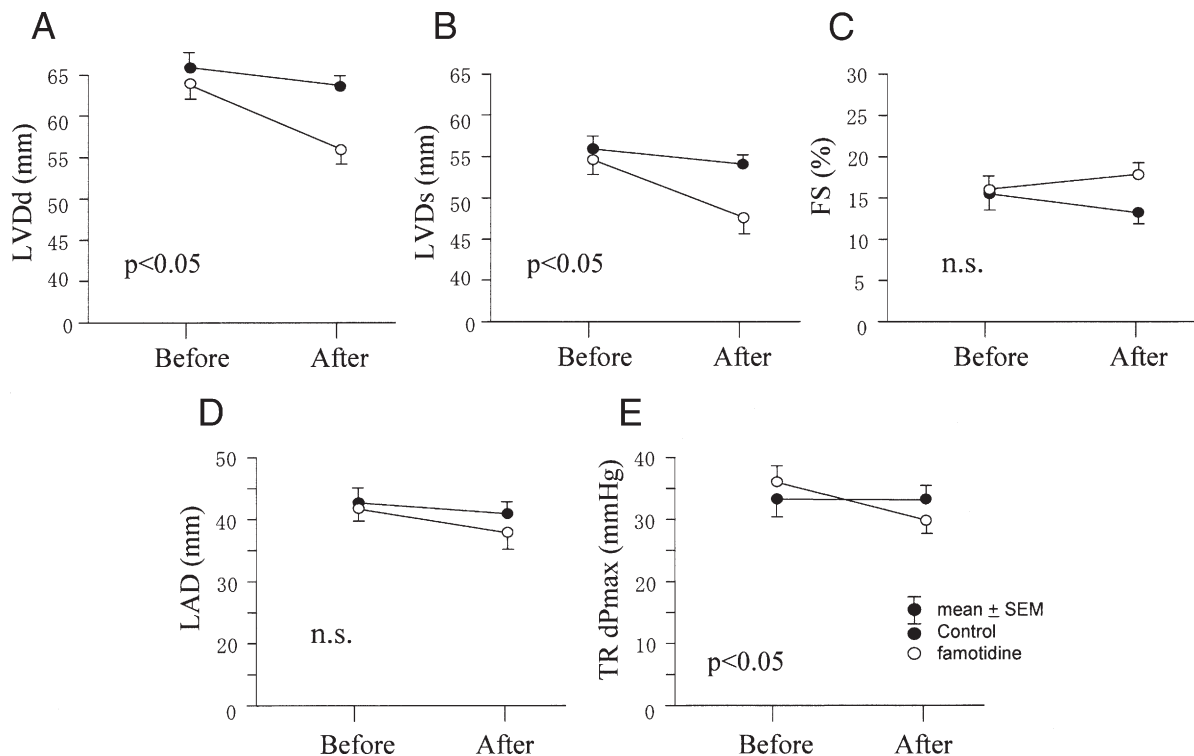 A
65
60
55
50
45
40
0
LVDd (mm)
p<0.05
Before After
B
65
60
55
50
45
40
0
LVDs (mm)
p<0.05
Before After
C
30
25
20
15
10
5
0
FS (%)
n.s.
Before After
D
50
40
30
20
0
LAD (mm)
n.s.
Before After
E
40
30
20
10
0
TR dPmax (mmHg)
p<0.05
mean ± SEM
Control
famotidine
Before After